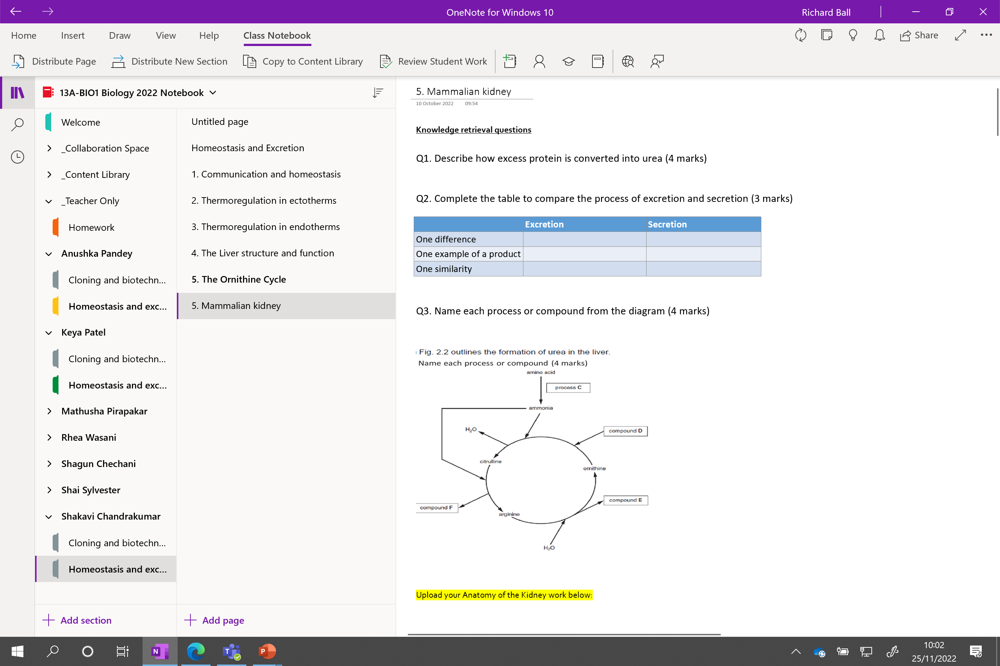 OneNote for Windows 10
Richard Ball
Home Insert Draw View Help Class Notebook
Share
Distribute Page Distribute New Section Copy to Content Library Review Student Work
13A-BIO1 Biology 2022 Notebook
Welcome
_Collaboration Space
_Content Library
_Teacher Only
Homework
Anushka Pandey
Cloning and biotechn...
Homeostasis and exc...
Keya Patel
Cloning and biotechn...
Homeostasis and exc...
Mathusha Pirapakar
Rhea Wasani
Shagun Chechani
Shai Sylvester
Shakavi Chandrakumar
Cloning and biotechn...
Homeostasis and exc...
Add section
Untitled page
Homeostasis and Excretion
1. Communication and homeostasis
2. Thermoregulation in ectotherms
3. Thermoregulation in endotherms
4. The Liver structure and function
5. The Ornithine Cycle
5. Mammalian kidney
Add page
5. Mammalian kidney
10 October 2022 09:54
Knowledge retrieval questions
Q1. Describe how excess protein is converted into urea (4 marks)
Q2. Complete the table to compare the process of excretion and secretion (3 marks)
Excretion Secretion
One difference
One example of a product
One similarity
Q3. Name each process or compound from the diagram (4 marks)
Fig. 2.2 outlines the formation of urea in the liver.
Name each process or compound (4 marks)
amino acid
process C
ammonia
H₂O
compound D
citrulline
ornithine
compound E
compound F
arginine
H₂O
Upload your Anatomy of the Kidney work below:
N
T
P
10:02
25/11/2022